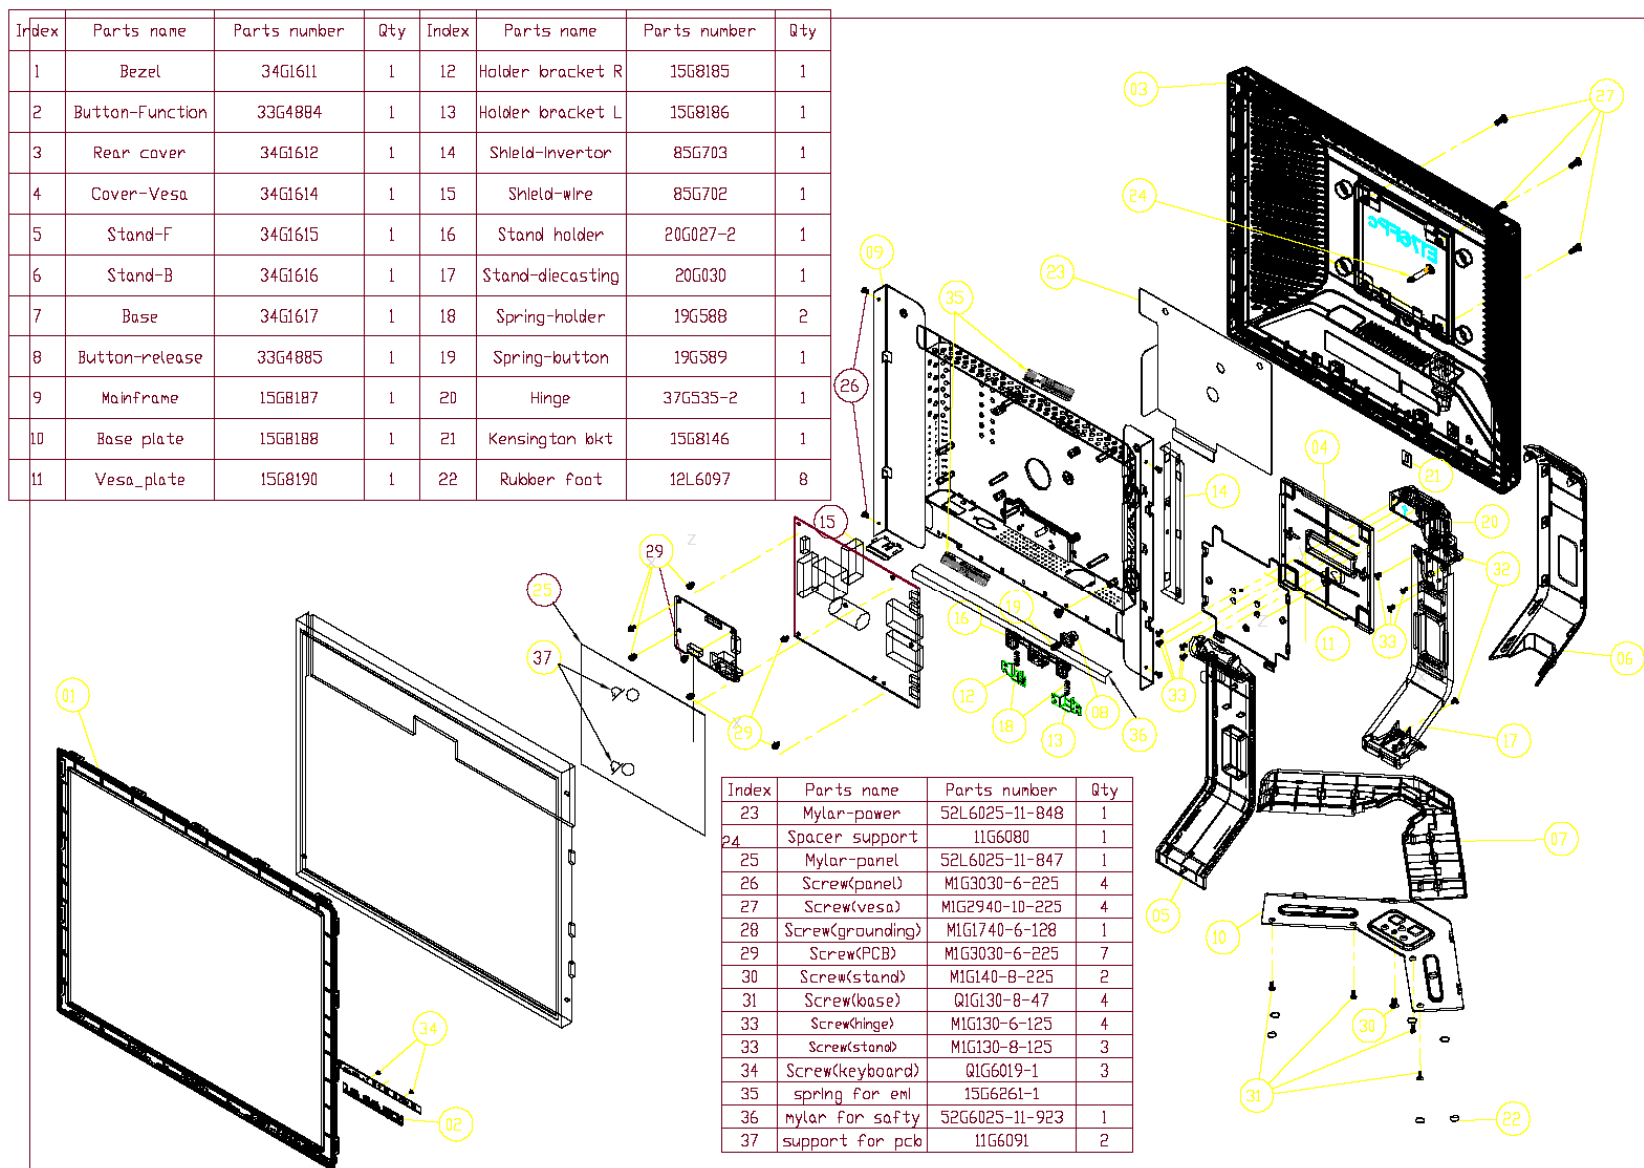 Index Parts name Parts number Qty Index Parts name Parts number Qty
1 Bezel 34G1611 1 12 Holder bracket R 15G8185 1
2 Button-Function 33G4884 1 13 Holder bracket L 15G8186 1
3 Rear cover 34G1612 1 14 Shield-Invertor 85G703 1
4 Cover-Vesa 34G1614 1 15 Shield-wire 85G702 1
5 Stand-F 34G1615 1 16 Stand holder 20G027-2 1
6 Stand-B 34G1616 1 17 Stand-diecasting 20G030 1
7 Base 34G1617 1 18 Spring-holder 19G588 2
8 Button-release 33G4885 1 19 Spring-button 19G589 1
9 Mainframe 15G8187 1 20 Hinge 37G535-2 1
10 Base plate 15G8188 1 21 Kensington bkt 15G8146 1
11 Vesa_plate 15G8190 1 22 Rubber foot 12L6097 8
03
27
24
E176FPc
09
23
35
26
04
21
14
20
15
29
Z
32
25
19
16
11
33
06
37
Z
12
33
01
18
08
29
13
36
17
Index Parts name Parts number Qty
23 Mylar-power 52L6025-11-848 1
24 Spacer support 11G6080 1
25 Mylar-panel 52L6025-11-847 1
26 Screw(panel) M1G3030-6-225 4
27 Screw(vesa) M1G2940-10-225 4
28 Screw(grounding) M1G1740-6-128 1
29 Screw(PCB) M1G3030-6-225 7
30 Screw(stand) M1G140-8-225 2
31 Screw(base) Q1G130-8-47 4
33 Screw(hinge) M1G130-6-125 4
33 Screw(stand) M1G130-8-125 3
34 Screw(keyboard) Q1G6019-1 3
35 spring for emi 15G6261-1
36 mylar for safty 52G6025-11-923 1
37 support for pcb 11G6091 2
07
05
10
34
30
31
02
22